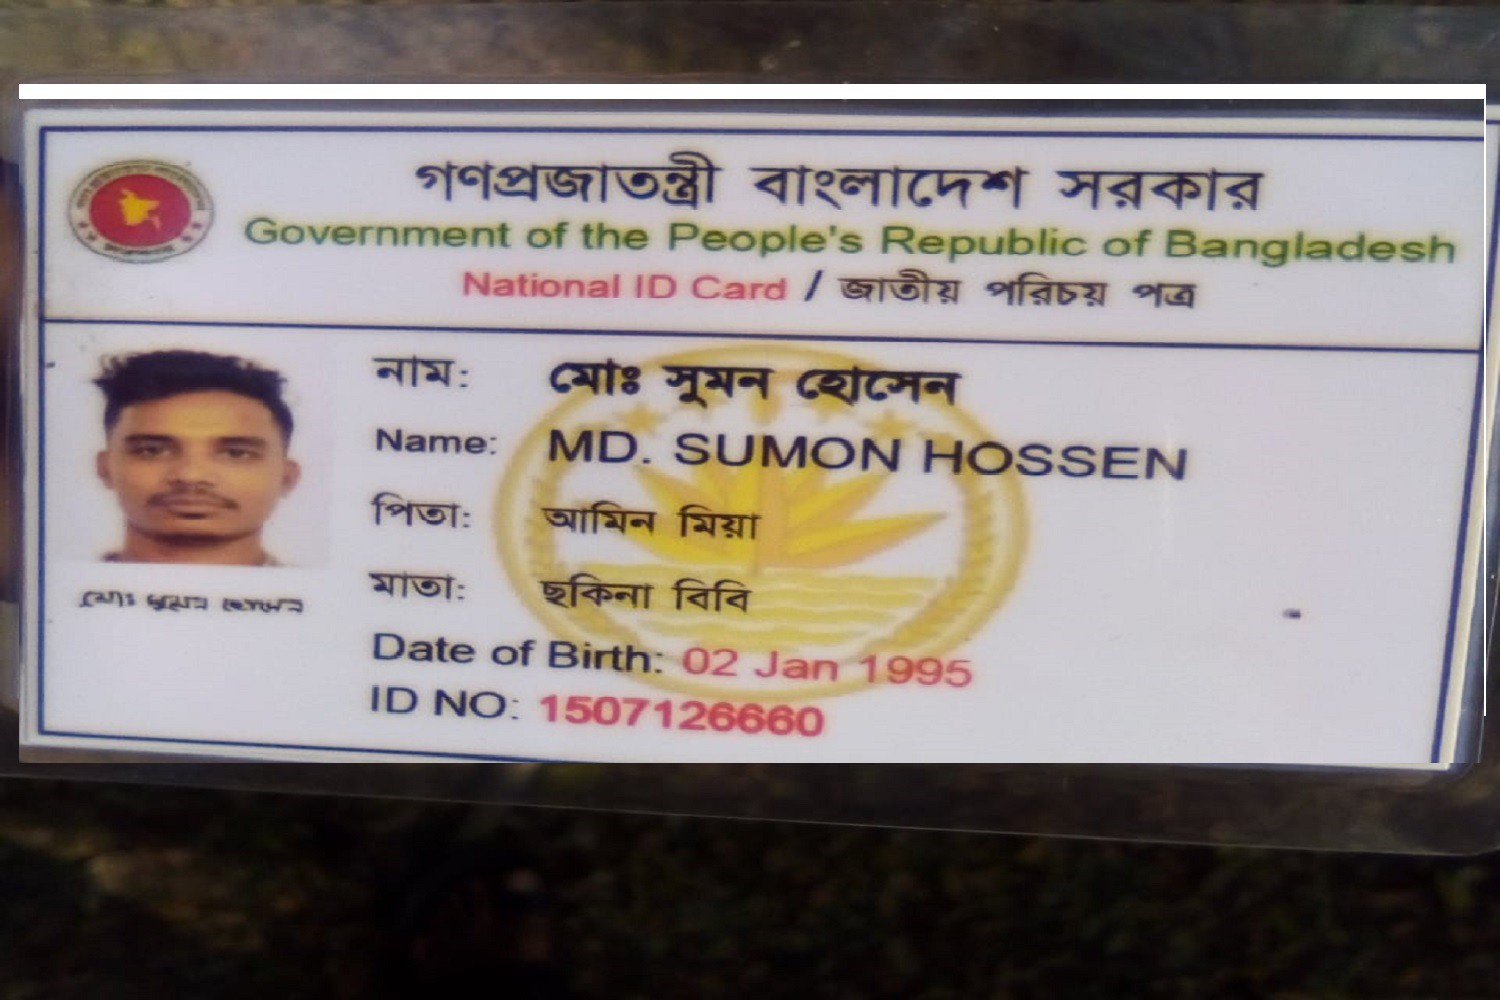 গণপ্রজাতন্ত্রী বাংলাদেশ সরকার
Government of the People's Republic of Bangladesh
National ID Card / জাতীয় পরিচয় পত্র
নাম: মোঃ সুমন হোসেন
Name: MD. SUMON HOSSEN
পিতা: আমিন মিয়া
মাতা: ছকিনা বিবি
মোঃ সুমন হোসেন
Date of Birth: 02 Jan 1995
ID NO: 1507126660